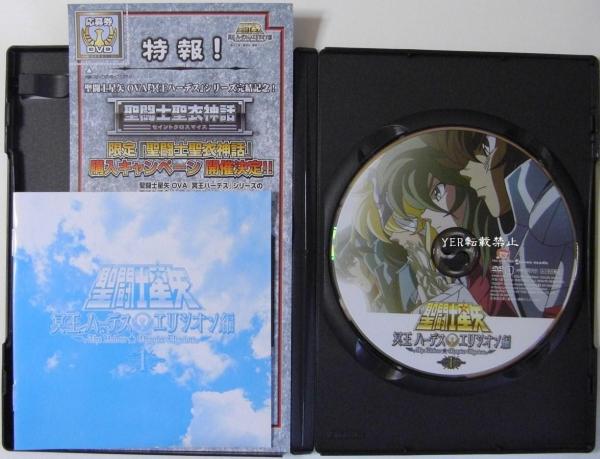 応募券
DVD
特報!
聖闘士星矢 OVA「冥王ハーデス」シリーズ完結記念!
聖闘士聖衣神話
セイントクロスマイス
限定「聖闘士聖衣神話」
購入キャンペーン 開催決定!!
聖闘士星矢 OVA 冥王ハーデス シリーズの
聖闘士星矢
冥王 ハーデス エリシオン編
1
YER転載禁止
聖闘士星矢
冥王 ハーデス エリシオン編
1